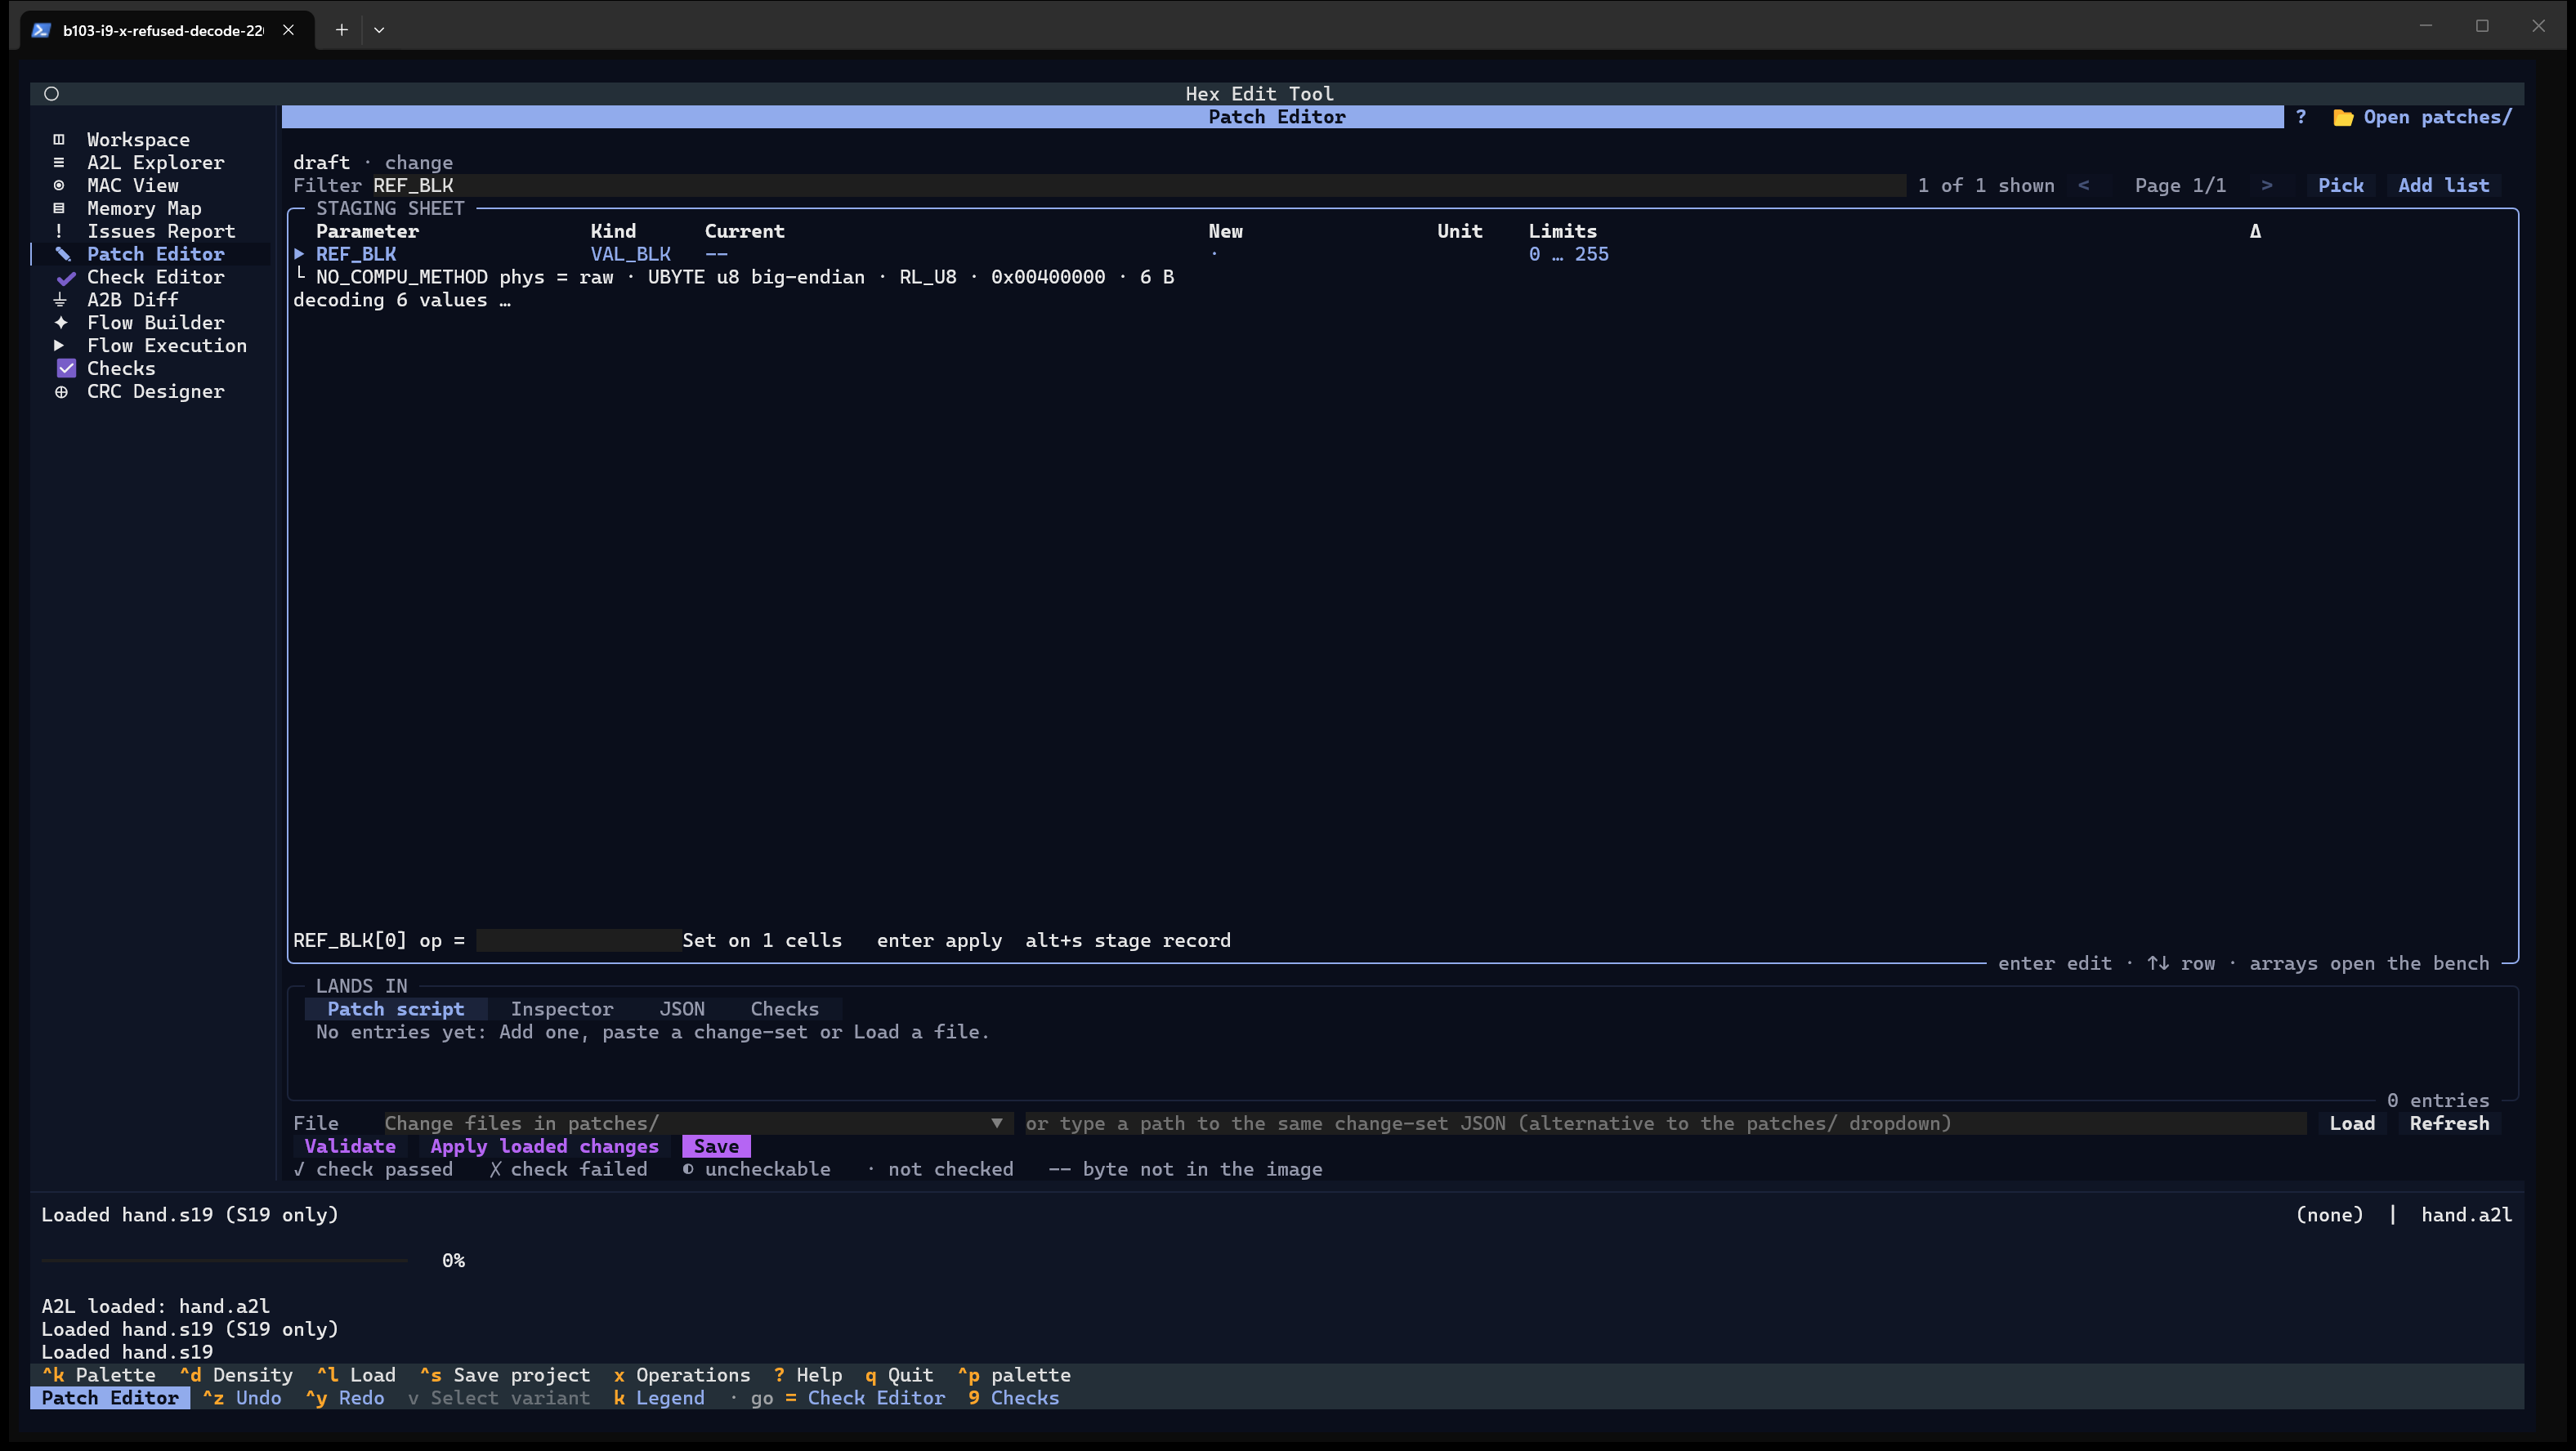 b103-i9-x-refused-decode-22
Hex Edit Tool
Patch Editor ? Open patches/
Workspace
A2L Explorer
MAC View
Memory Map
Issues Report
Patch Editor
Check Editor
A2B Diff
Flow Builder
Flow Execution
Checks
CRC Designer
draft · change
Filter REF_BLK 1 of 1 shown < Page 1/1 > Pick Add list
STAGING SHEET
Parameter Kind Current New Unit Limits Δ
▶ REF_BLK VAL_BLK -- · 0 … 255
└ NO_COMPU_METHOD phys = raw · UBYTE u8 big-endian · RL_U8 · 0x00400000 · 6 B
decoding 6 values …
REF_BLK[0] op = Set on 1 cells enter apply alt+s stage record
enter edit · ↑↓ row · arrays open the bench
LANDS IN
Patch script Inspector JSON Checks
No entries yet: Add one, paste a change-set or Load a file.
0 entries
File Change files in patches/ ▼ or type a path to the same change-set JSON (alternative to the patches/ dropdown) Load Refresh
Validate Apply loaded changes Save
√ check passed ╳ check failed ◐ uncheckable · not checked -- byte not in the image
Loaded hand.s19 (S19 only) (none) | hand.a2l
0%
A2L loaded: hand.a2l
Loaded hand.s19 (S19 only)
Loaded hand.s19
^k Palette ^d Density ^l Load ^s Save project x Operations ? Help q Quit ^p palette
Patch Editor ^z Undo ^y Redo v Select variant k Legend · go = Check Editor 9 Checks